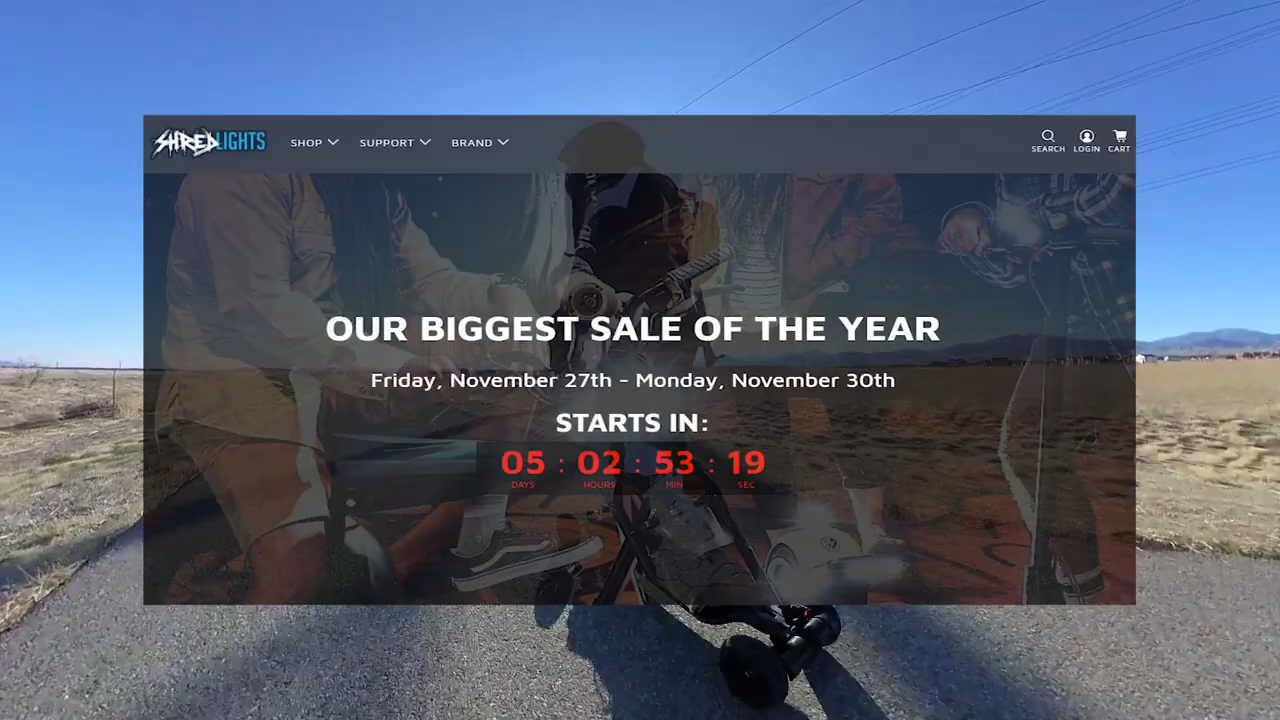 SHREDLIGHTS
SHOP
SUPPORT
BRAND
SEARCH
LOGIN
CART
OUR BIGGEST SALE OF THE YEAR
Friday, November 27th - Monday, November 30th
STARTS IN:
05 : 02 : 53 : 19
DAYS HOURS MIN SEC